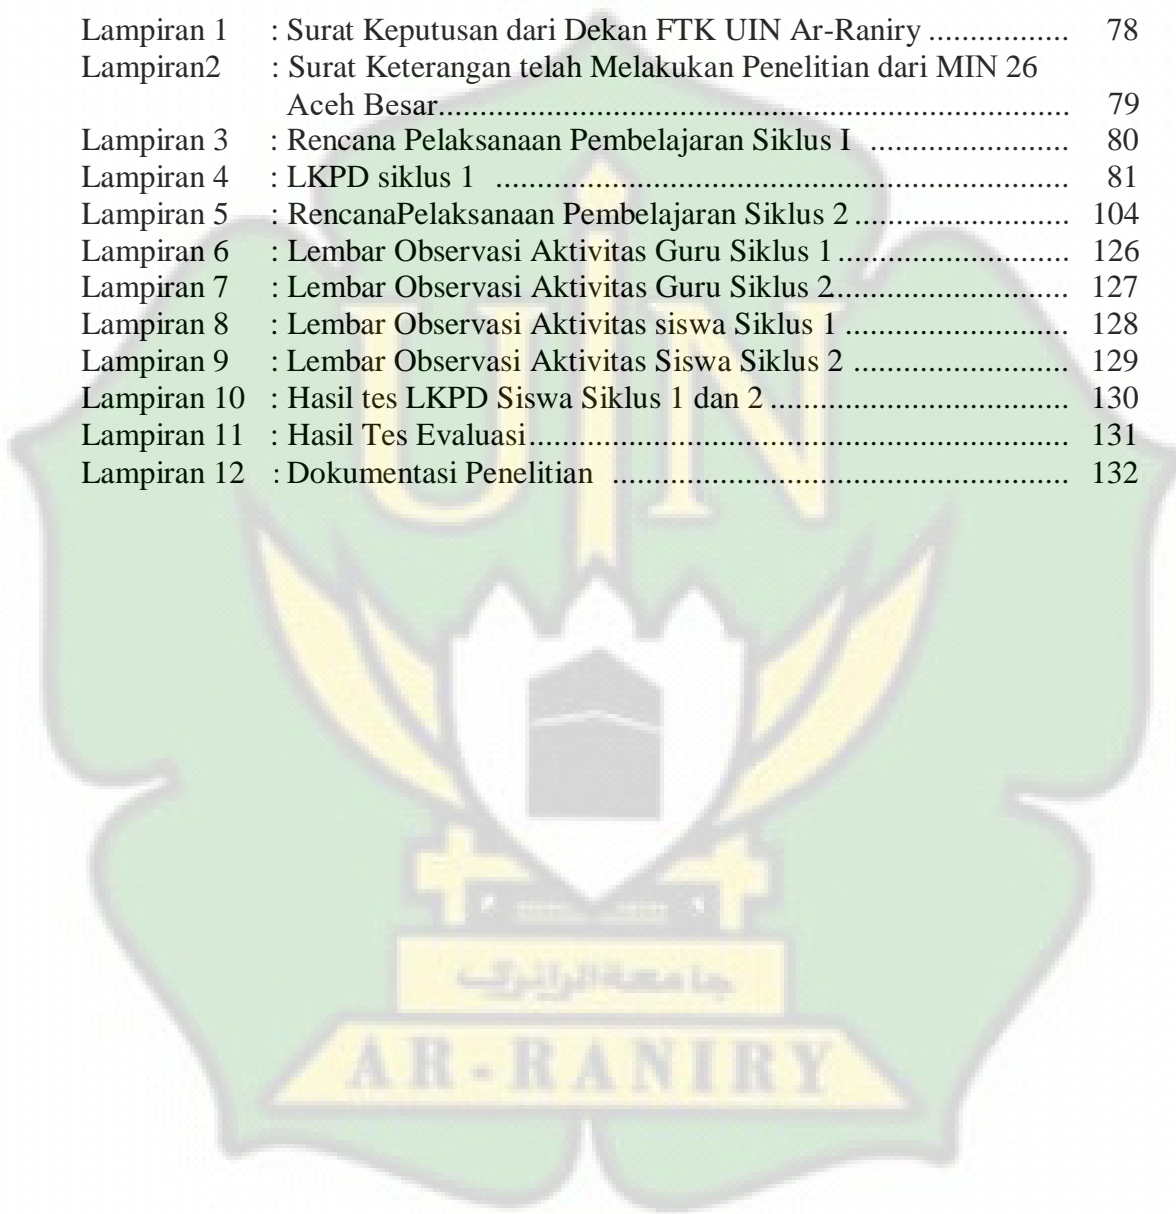 Lampiran 1 : Surat Keputusan dari Dekan FTK UIN Ar-Raniry ................. 78
Lampiran2 : Surat Keterangan telah Melakukan Penelitian dari MIN 26
Aceh Besar............................................................................. 79
Lampiran 3 : Rencana Pelaksanaan Pembelajaran Siklus I ........................ 80
Lampiran 4 : LKPD siklus 1 ..................................................................... 81
Lampiran 5 : RencanaPelaksanaan Pembelajaran Siklus 2 .......................... 104
Lampiran 6 : Lembar Observasi Aktivitas Guru Siklus 1 ............................ 126
Lampiran 7 : Lembar Observasi Aktivitas Guru Siklus 2............................. 127
Lampiran 8 : Lembar Observasi Aktivitas siswa Siklus 1 ........................... 128
Lampiran 9 : Lembar Observasi Aktivitas Siswa Siklus 2 .......................... 129
Lampiran 10 : Hasil tes LKPD Siswa Siklus 1 dan 2 .................................... 130
Lampiran 11 : Hasil Tes Evaluasi.................................................................. 131
Lampiran 12 : Dokumentasi Penelitian ....................................................... 132
UIN
جامعة الرانري
AR-RANIRY